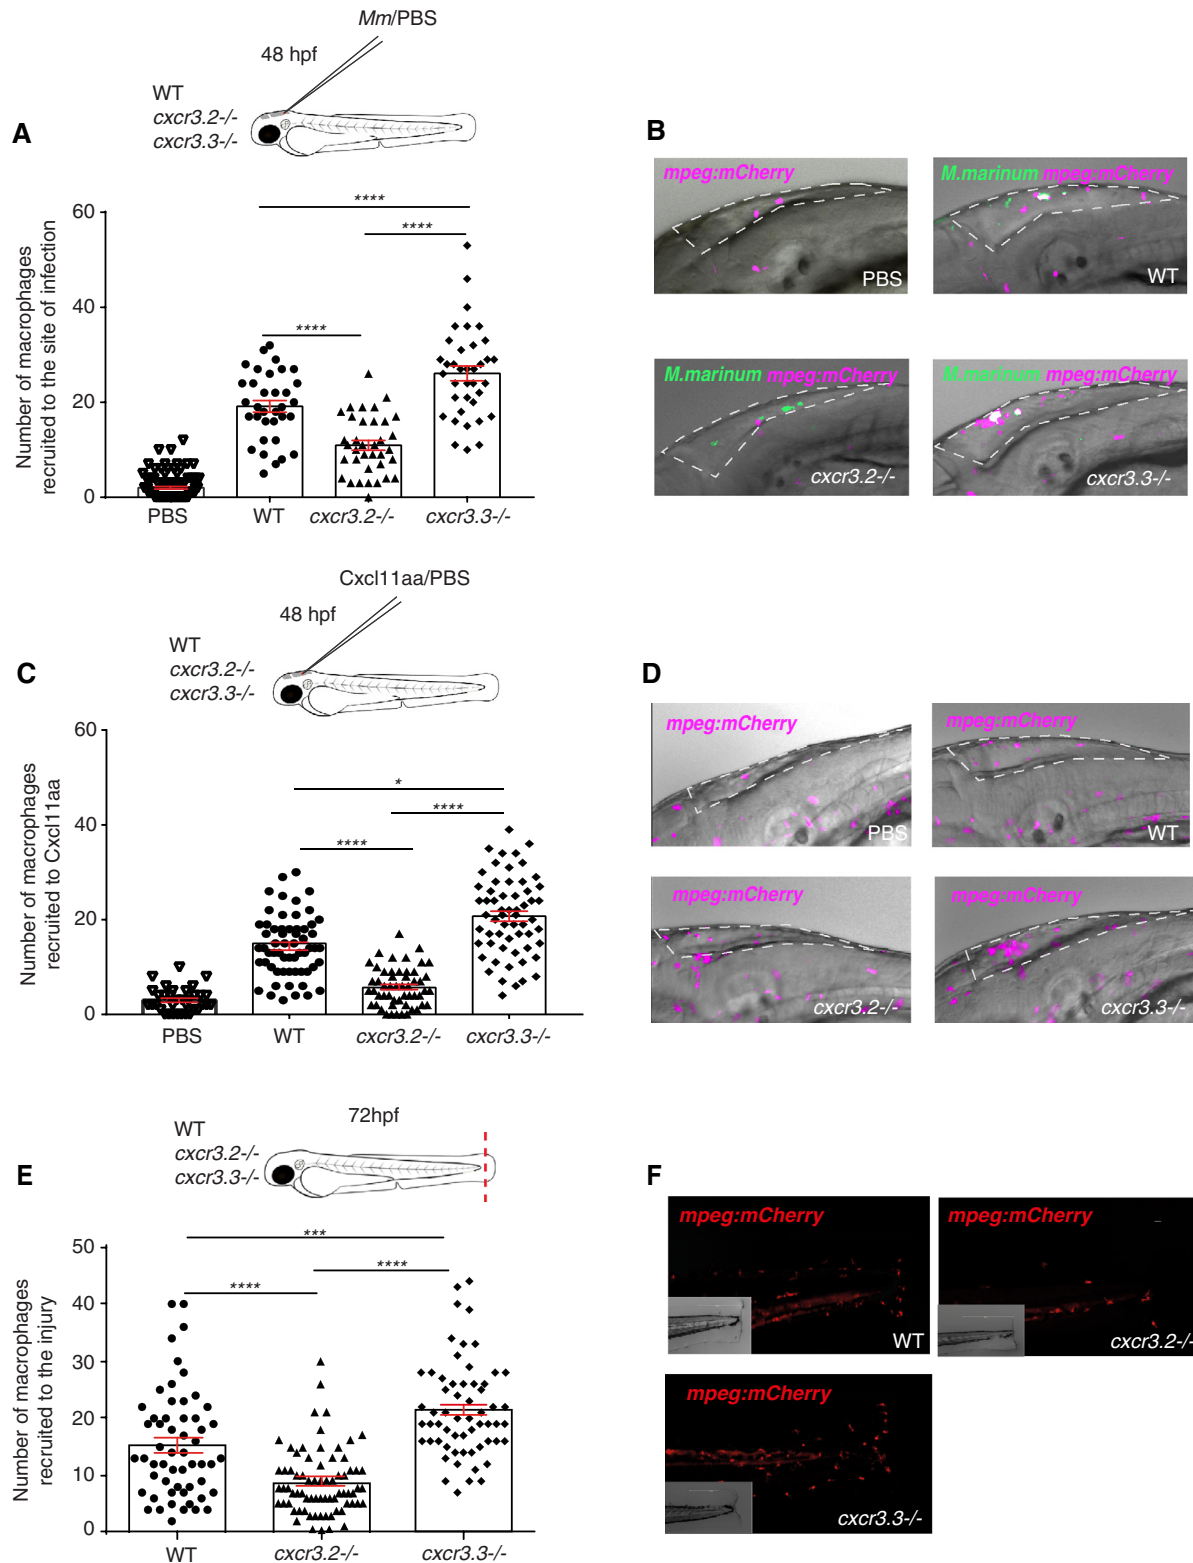 Mm/PBS
48 hpf
WT
cxcr3.2-/-
cxcr3.3-/-
A
Number of macrophages
recruited to the site of infection
60
40
20
0
****
****
****
PBS
WT
cxcr3.2-/-
cxcr3.3-/-
B
mpeg:mCherry
PBS
M.marinum mpeg:mCherry
WT
M.marinum mpeg:mCherry
cxcr3.2-/-
M.marinum mpeg:mCherry
cxcr3.3-/-
Cxcl11aa/PBS
48 hpf
WT
cxcr3.2-/-
cxcr3.3-/-
C
Number of macrophages
recruited to Cxcl11aa
60
40
20
0
*
****
****
PBS
WT
cxcr3.2-/-
cxcr3.3-/-
D
mpeg:mCherry
PBS
mpeg:mCherry
WT
mpeg:mCherry
cxcr3.2-/-
mpeg:mCherry
cxcr3.3-/-
72hpf
WT
cxcr3.2-/-
cxcr3.3-/-
E
Number of macrophages
recruited to the injury
50
40
30
20
10
0
***
****
****
WT
cxcr3.2-/-
cxcr3.3-/-
F
mpeg:mCherry
WT
mpeg:mCherry
cxcr3.2-/-
mpeg:mCherry
cxcr3.3-/-